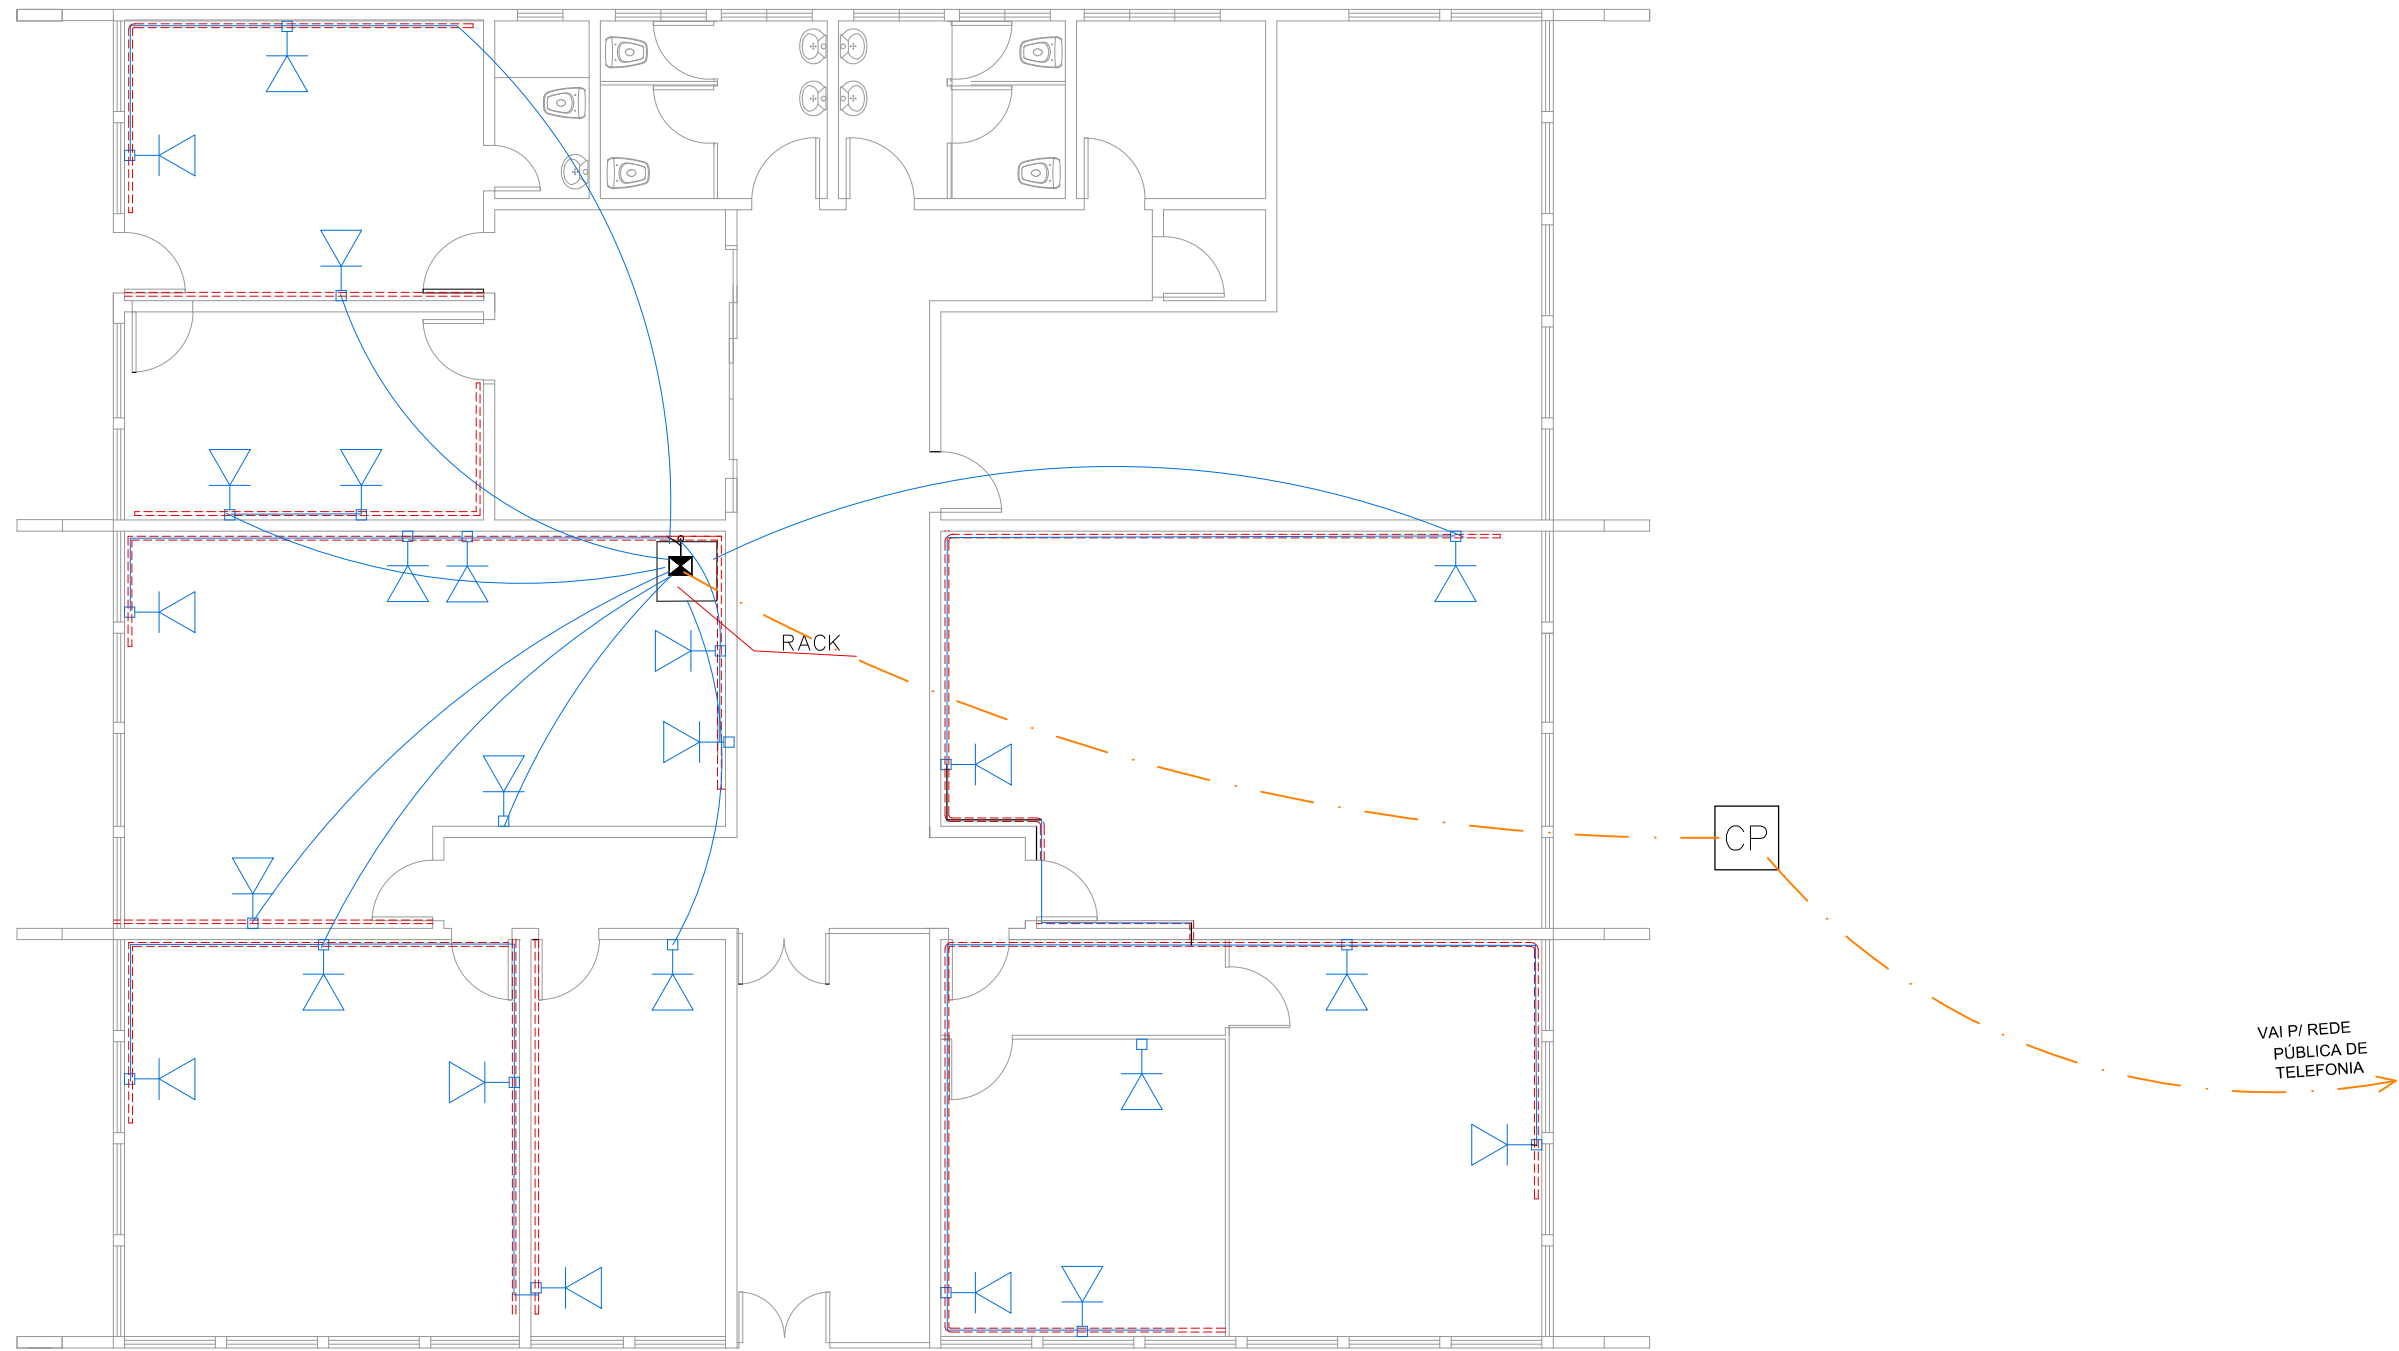 RACK
CP
VAI P/ REDE
PÚBLICA DE
TELEFONIA